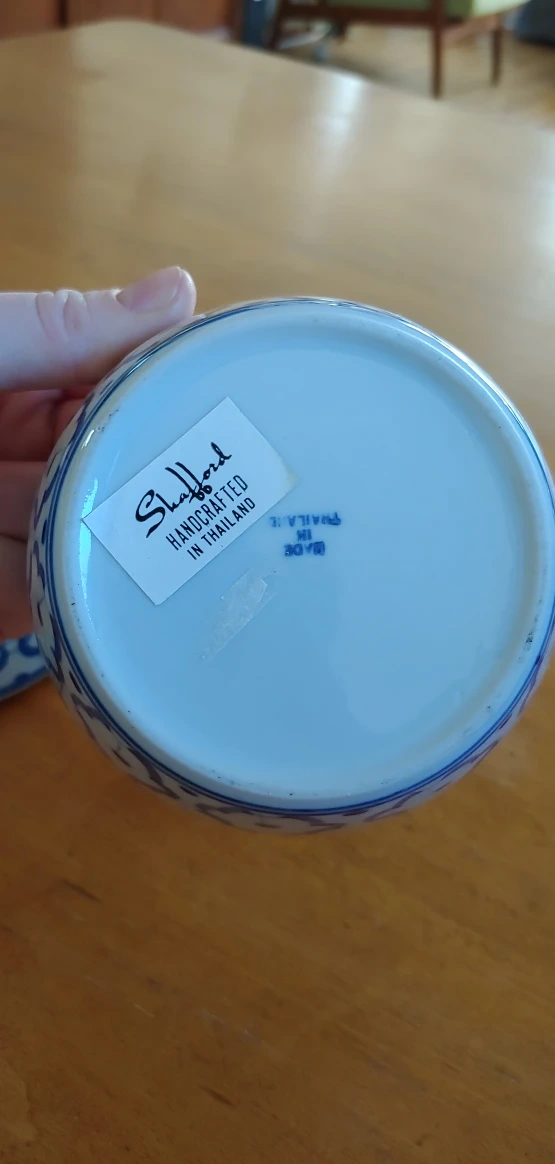 Shafford
HANDCRAFTED
IN THAILAND
MADE
IN
THAILAND